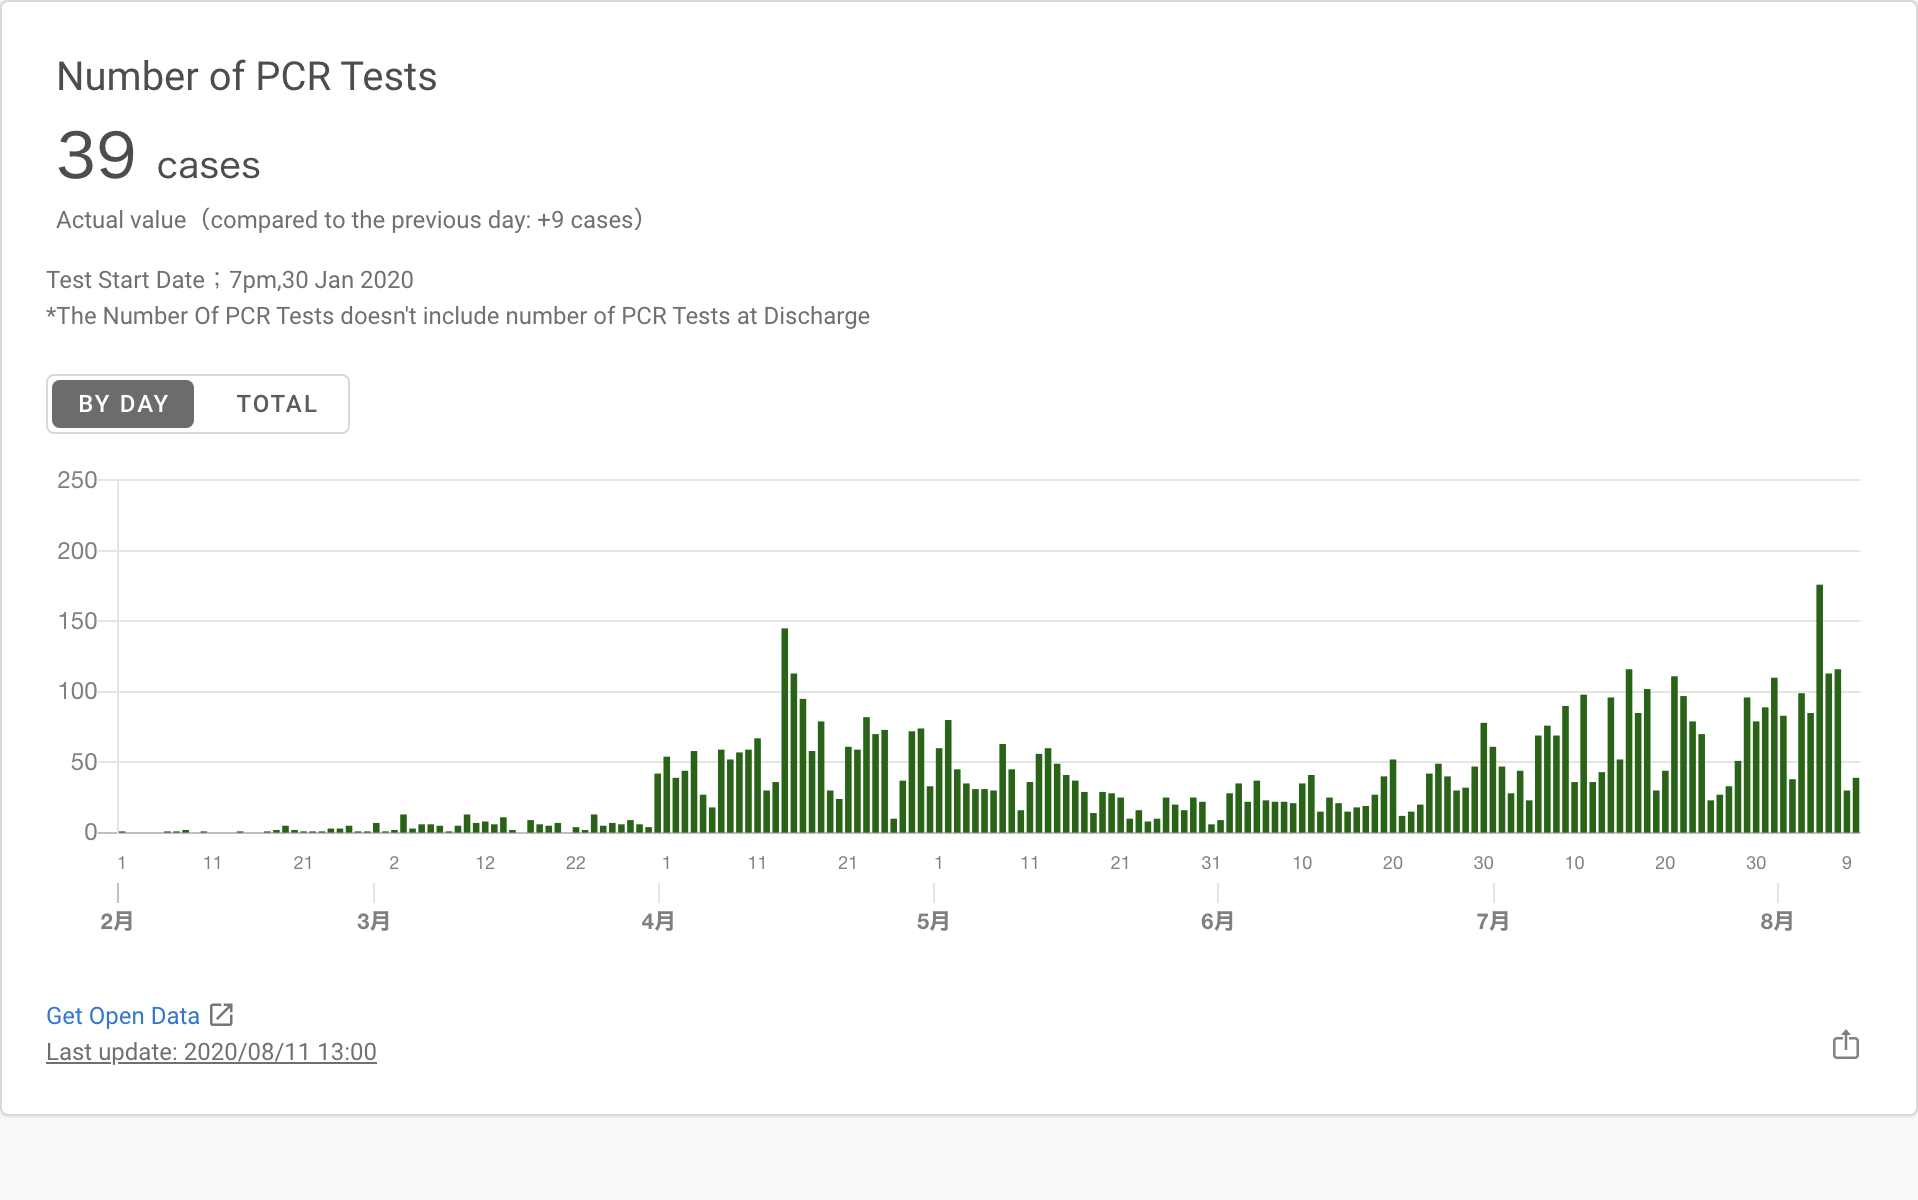 Number of PCR Tests
39 cases
Actual value（compared to the previous day: +9 cases）
Test Start Date；7pm,30 Jan 2020
*The Number Of PCR Tests doesn't include number of PCR Tests at Discharge
BY DAY TOTAL
250
200
150
100
50
0
1 11 21 2 12 22 1 11 21 1 11 21 31 10 20 30 10 20 30 9
2月 3月 4月 5月 6月 7月 8月
Get Open Data
Last update: 2020/08/11 13:00